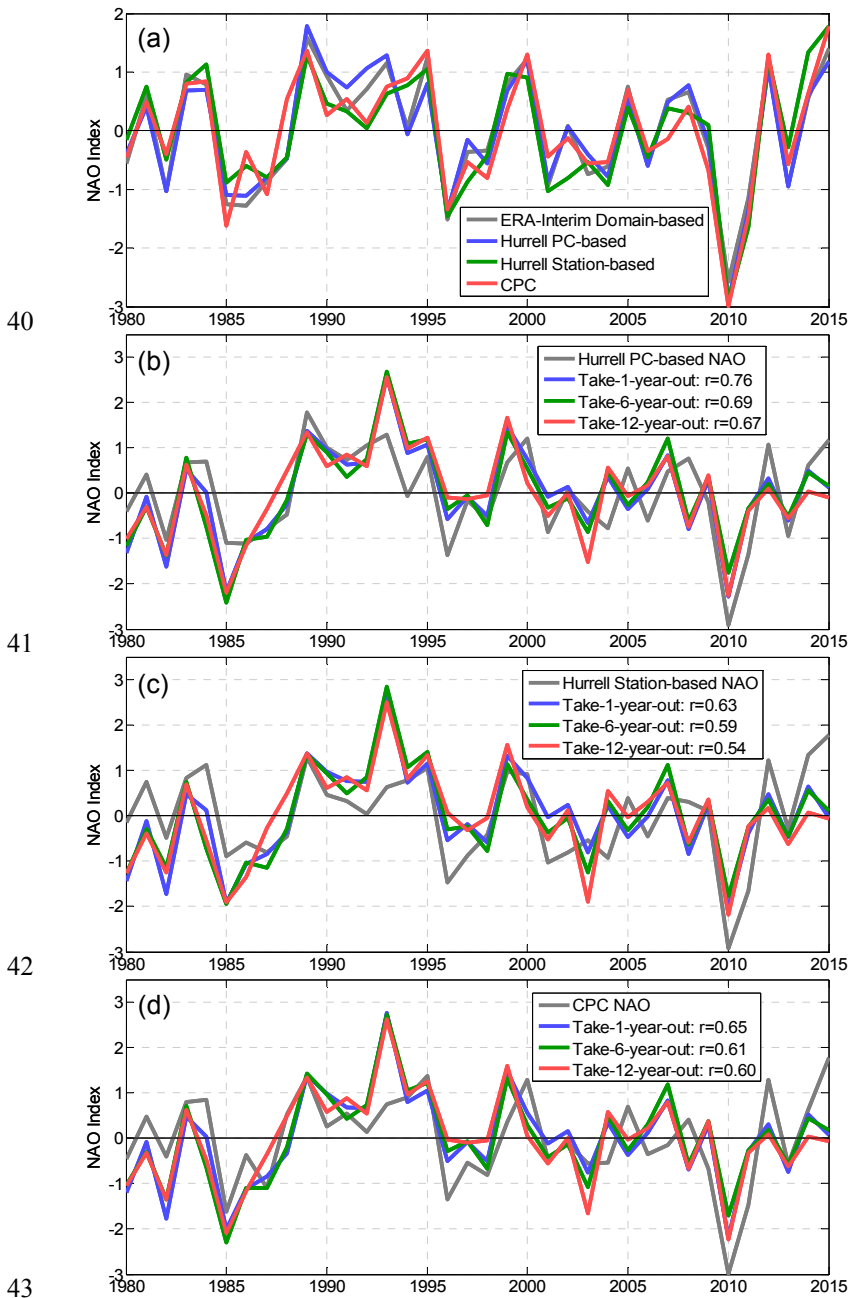 (a)
NAO Index
2
1
0
-1
-2
-3
ERA-Interim Domain-based
Hurrell PC-based
Hurrell Station-based
CPC
1980 1985 1990 1995 2000 2005 2010 2015
40
(b)
NAO Index
3
2
1
0
-1
-2
-3
Hurrell PC-based NAO
Take-1-year-out: r=0.76
Take-6-year-out: r=0.69
Take-12-year-out: r=0.67
1980 1985 1990 1995 2000 2005 2010 2015
41
(c)
NAO Index
3
2
1
0
-1
-2
-3
Hurrell Station-based NAO
Take-1-year-out: r=0.63
Take-6-year-out: r=0.59
Take-12-year-out: r=0.54
1980 1985 1990 1995 2000 2005 2010 2015
42
(d)
NAO Index
3
2
1
0
-1
-2
-3
CPC NAO
Take-1-year-out: r=0.65
Take-6-year-out: r=0.61
Take-12-year-out: r=0.60
1980 1985 1990 1995 2000 2005 2010 2015
43